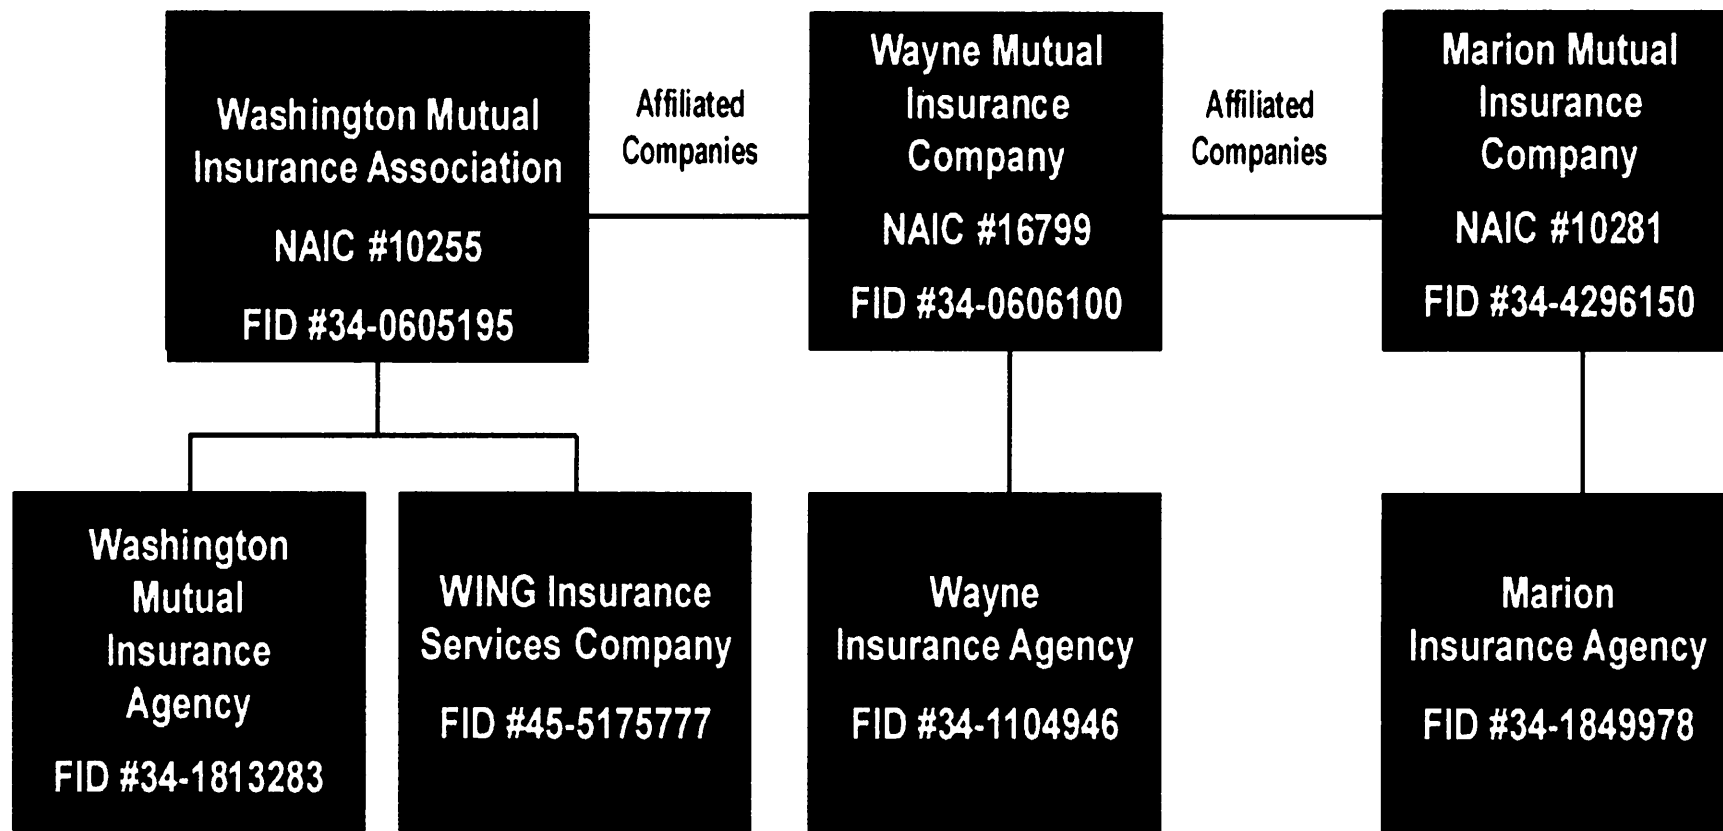 Washington Mutual
Insurance Association
NAIC #10255
FID #34-0605195
Affiliated
Companies
Wayne Mutual
Insurance
Company
NAIC #16799
FID #34-0606100
Affiliated
Companies
Marion Mutual
Insurance
Company
NAIC #10281
FID #34-4296150
Washington
Mutual
Insurance
Agency
FID #34-1813283
WING Insurance
Services Company
FID #45-5175777
Wayne
Insurance Agency
FID #34-1104946
Marion
Insurance Agency
FID #34-1849978